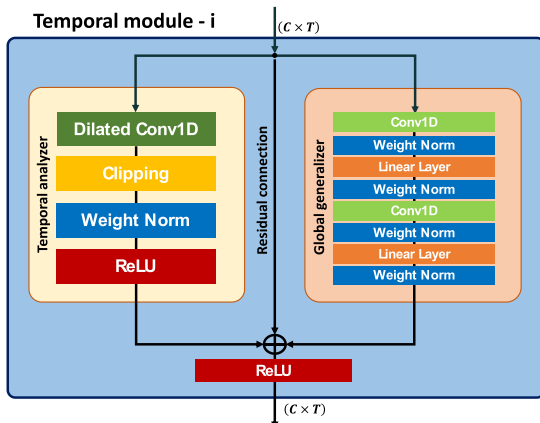 Temporal module - i
(C × T)
Temporal analyzer
Dilated Conv1D
Clipping
Weight Norm
ReLU
Residual connection
Global generalizer
Conv1D
Weight Norm
Linear Layer
Weight Norm
Conv1D
Weight Norm
Linear Layer
Weight Norm
ReLU
(C × T)